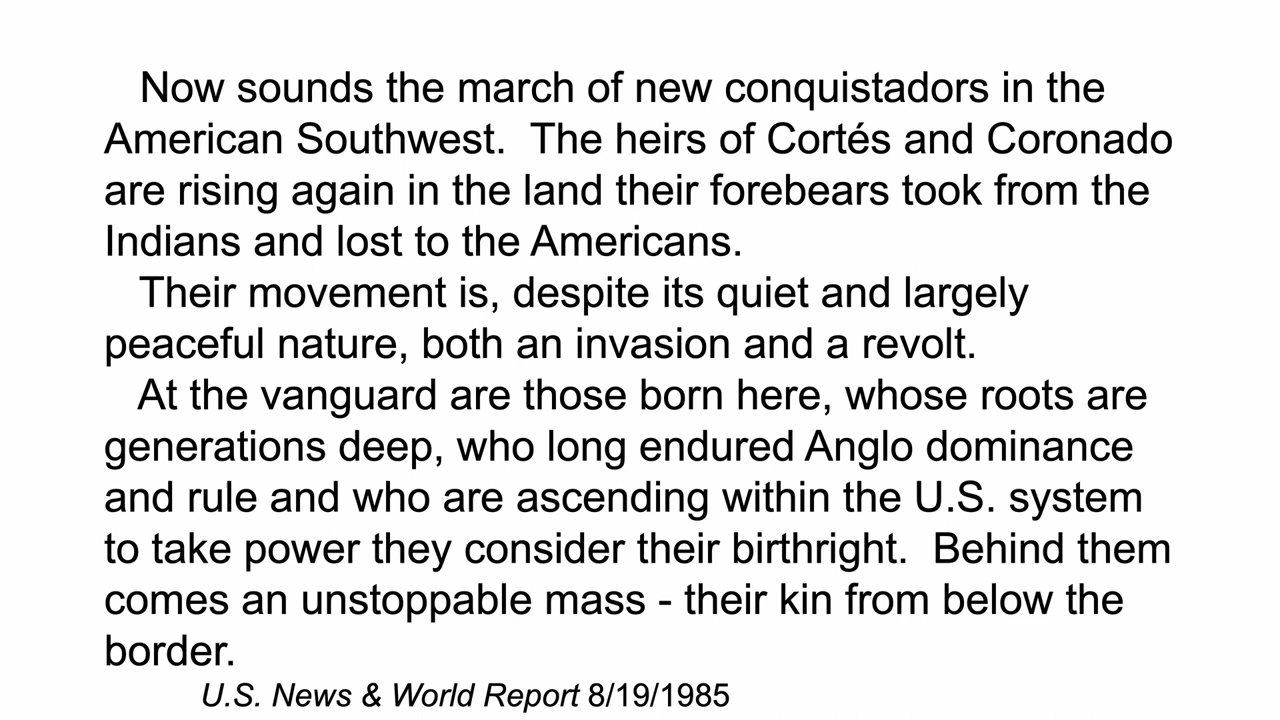 Now sounds the march of new conquistadors in the
American Southwest. The heirs of Cortés and Coronado
are rising again in the land their forebears took from the
Indians and lost to the Americans.
Their movement is, despite its quiet and largely
peaceful nature, both an invasion and a revolt.
At the vanguard are those born here, whose roots are
generations deep, who long endured Anglo dominance
and rule and who are ascending within the U.S. system
to take power they consider their birthright. Behind them
comes an unstoppable mass - their kin from below the
border.
U.S. News & World Report 8/19/1985